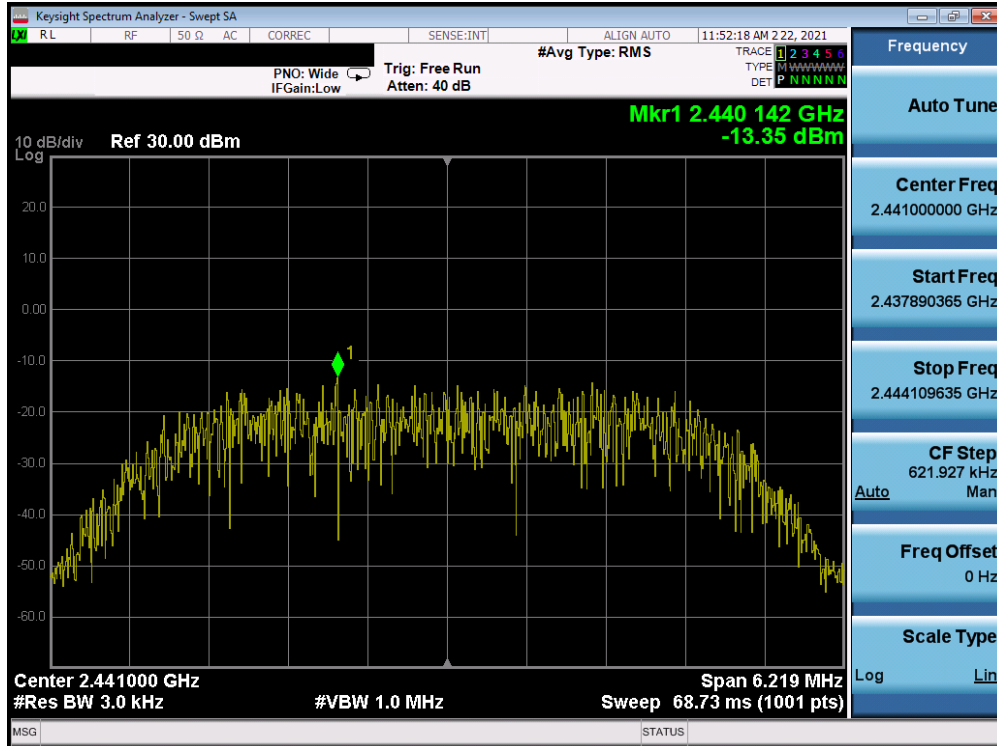 Keysight Spectrum Analyzer - Swept SA
LXI RL RF 50 Ω AC CORREC SENSE:INT ALIGN AUTO 11:52:18 AM 2 22, 2021
#Avg Type: RMS
TRACE 1 2 3 4 5 6
TYPE M WWWWW
DET P N N N N N
PNO: Wide
IFGain:Low
Trig: Free Run
Atten: 40 dB
Frequency
Mkr1 2.440 142 GHz
-13.35 dBm
10 dB/div
Log
Ref 30.00 dBm
20.0
10.0
0.00
-10.0
-20.0
-30.0
-40.0
-50.0
-60.0
1
Center 2.441000 GHz
Span 6.219 MHz
#Res BW 3.0 kHz
#VBW 1.0 MHz
Sweep 68.73 ms (1001 pts)
Auto Tune
Center Freq
2.441000000 GHz
Start Freq
2.437890365 GHz
Stop Freq
2.444109635 GHz
CF Step
621.927 kHz
Auto Man
Freq Offset
0 Hz
Scale Type
Log Lin
MSG
STATUS